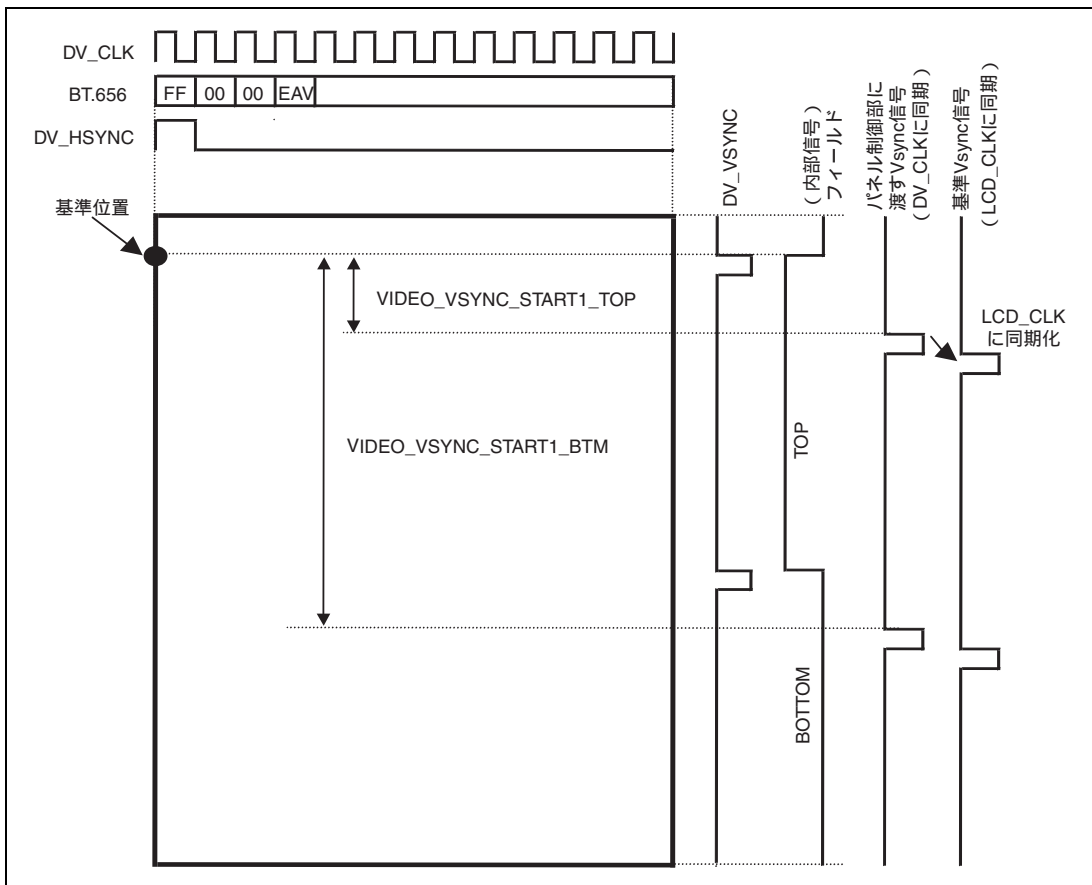 DV_CLK
BT.656
FF 00 00 EAV
DV_HSYNC
基準位置
DV_VSYNC
(内部信号)
フィールド
パネル制御部に
渡すVsync信号
(DV_CLKに同期)
基準Vsync信号
(LCD_CLKに同期)
VIDEO_VSYNC_START1_TOP
LCD_CLK
に同期化
VIDEO_VSYNC_START1_BTM
TOP
BOTTOM